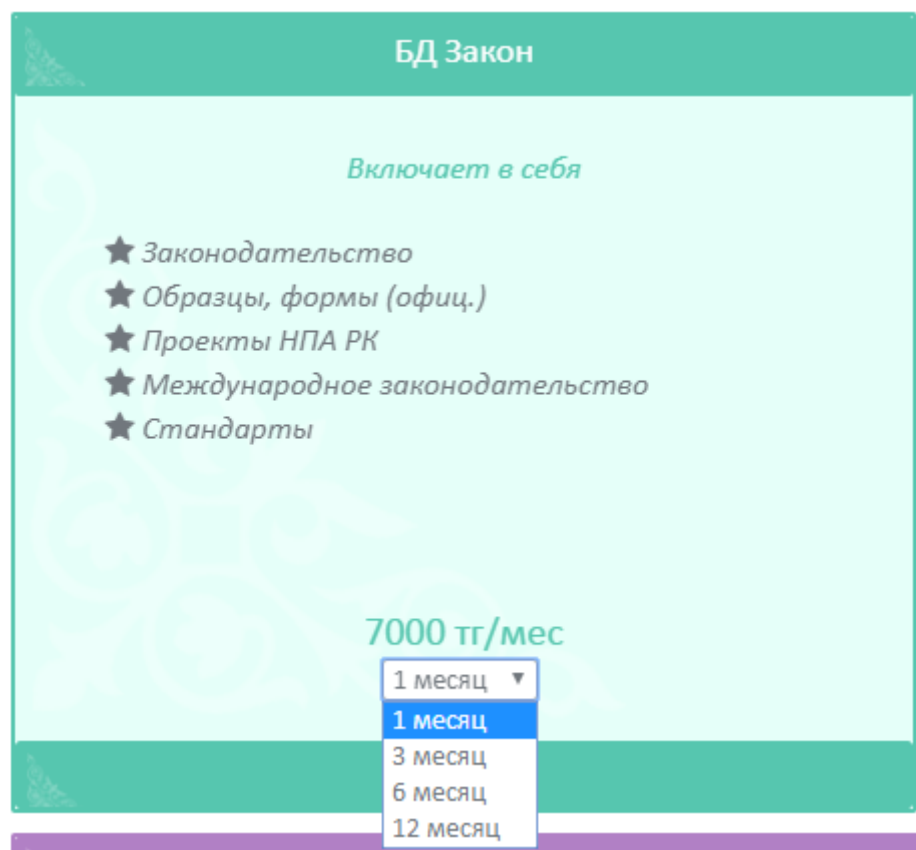 БД Закон
Включает в себя
Законодательство
Образцы, формы (офиц.)
Проекты НПА РК
Международное законодательство
Стандарты
7000 тг/мес
1 месяц
1 месяц
3 месяц
6 месяц
12 месяц